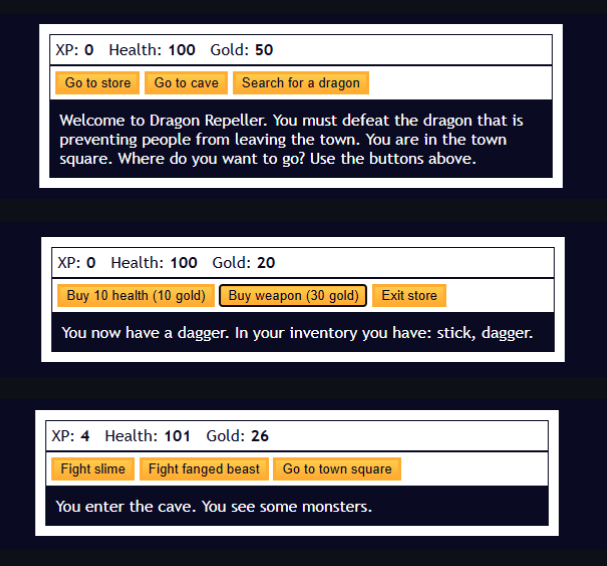 XP: 0 Health: 100 Gold: 50
Go to store Go to cave Search for a dragon
Welcome to Dragon Repeller. You must defeat the dragon that is
preventing people from leaving the town. You are in the town
square. Where do you want to go? Use the buttons above.
XP: 0 Health: 100 Gold: 20
Buy 10 health (10 gold) Buy weapon (30 gold) Exit store
You now have a dagger. In your inventory you have: stick, dagger.
XP: 4 Health: 101 Gold: 26
Fight slime Fight fanged beast Go to town square
You enter the cave. You see some monsters.